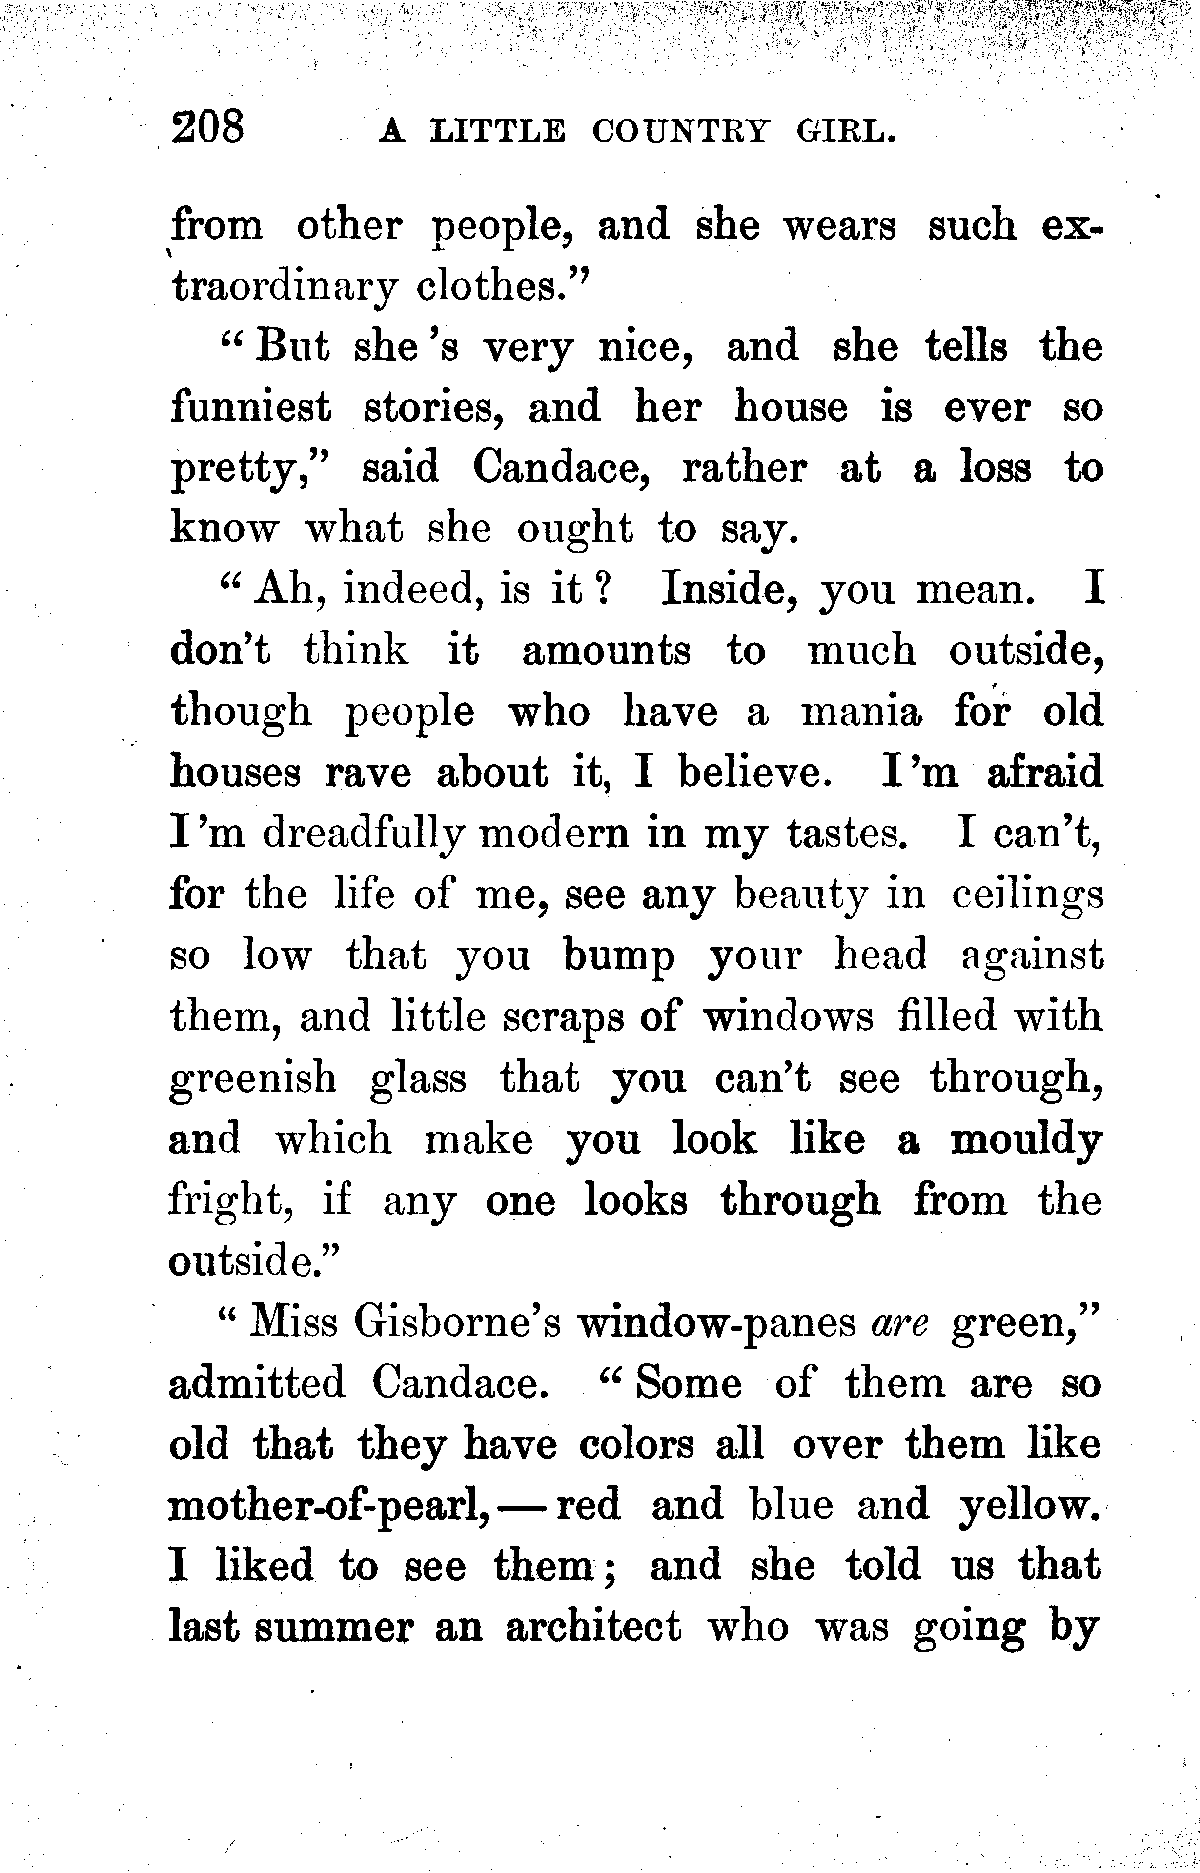 208 A LITTLE COUNTRY GIRL.
from other people, and she wears such ex-
traordinary clothes."
"But she's very nice, and she tells the
funniest stories, and her house is ever so
pretty," said Candace, rather at a loss to
know what she ought to say.
"Ah, indeed, is it? Inside, you mean. I
don't think it amounts to much outside,
though people who have a mania for old
houses rave about it, I believe. I'm afraid
I'm dreadfully modern in my tastes. I can't,
for the life of me, see any beauty in ceilings
so low that you bump your head against
them, and little scraps of windows filled with
greenish glass that you can't see through,
and which make you look like a mouldy
fright, if any one looks through from the
outside."
"Miss Gisborne's window-panes are green,"
admitted Candace. "Some of them are so
old that they have colors all over them like
mother-of-pearl,—red and blue and yellow.
I liked to see them; and she told us that
last summer an architect who was going by